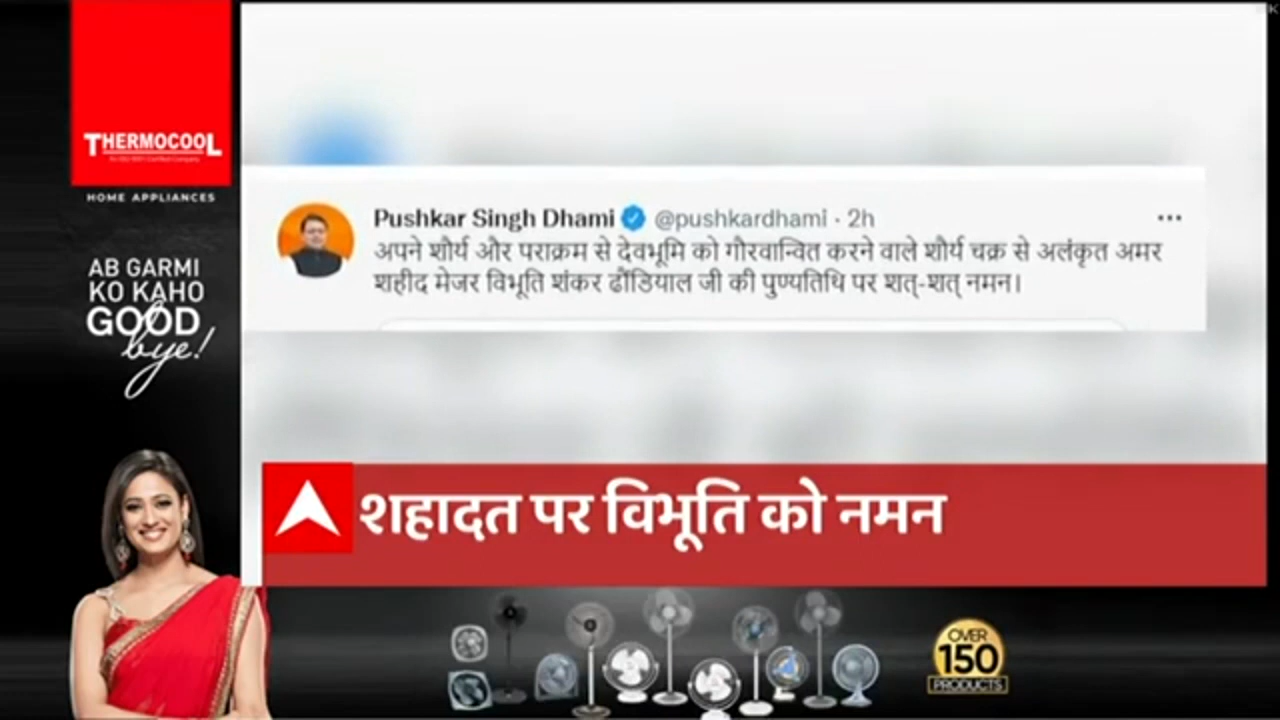 THERMOCOOL
HOME APPLIANCES
AB GARMI
KO KAHO
GOOD
bye!
Pushkar Singh Dhami @pushkardhami · 2h
अपने शौर्य और पराक्रम से देवभूमि को गौरवान्वित करने वाले शौर्य चक्र से अलंकृत अमर
शहीद मेजर विभूति शंकर ढौंडियाल जी की पुण्यतिथि पर शत्-शत् नमन।
शहादत पर विभूति को नमन
OVER
150
PRODUCTS